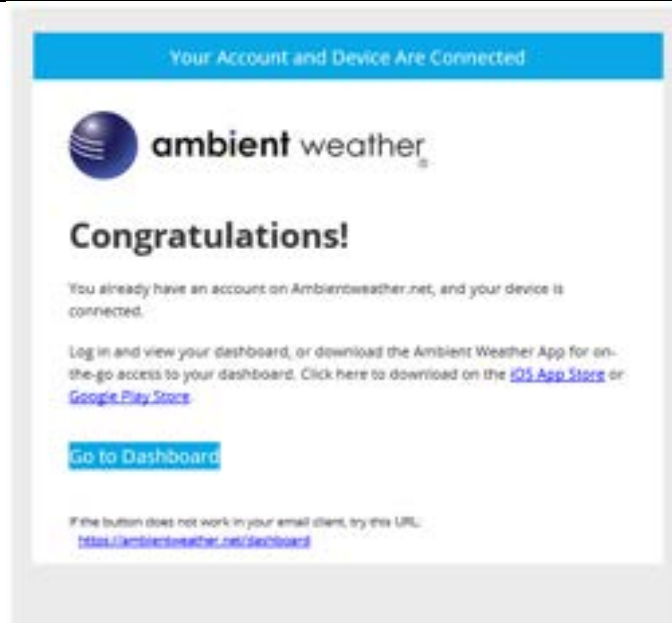 Your Account and Device Are Connected
ambient weather®
Congratulations!
You already have an account on Ambientweather.net, and your device is
connected.
Log in and view your dashboard, or download the Ambient Weather App for on-
the-go access to your dashboard. Click here to download on the iOS App Store or
Google Play Store.
Go to Dashboard
If the button does not work in your email client, try this URL:
https://ambientweather.net/dashboard